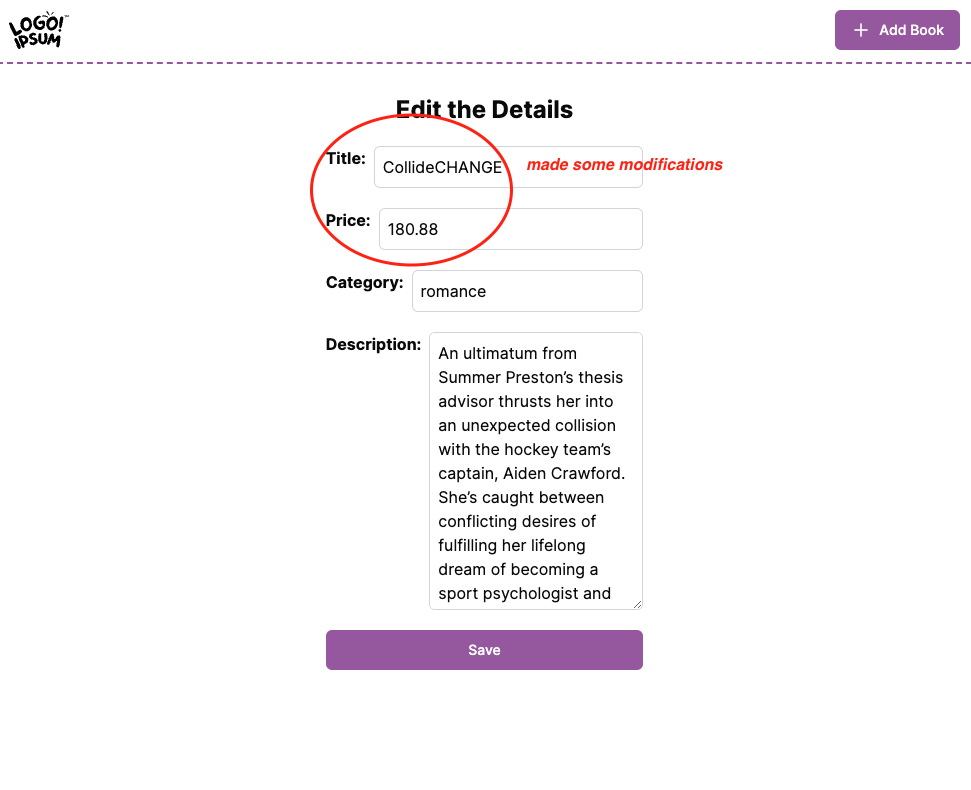 LOGO!
IPSUM
Add Book
Edit the Details
Title:
CollideCHANGE
made some modifications
Price:
180.88
Category:
romance
Description:
An ultimatum from
Summer Preston’s thesis
advisor thrusts her into
an unexpected collision
with the hockey team’s
captain, Aiden Crawford.
She’s caught between
conflicting desires of
fulfilling her lifelong
dream of becoming a
sport psychologist and
Save